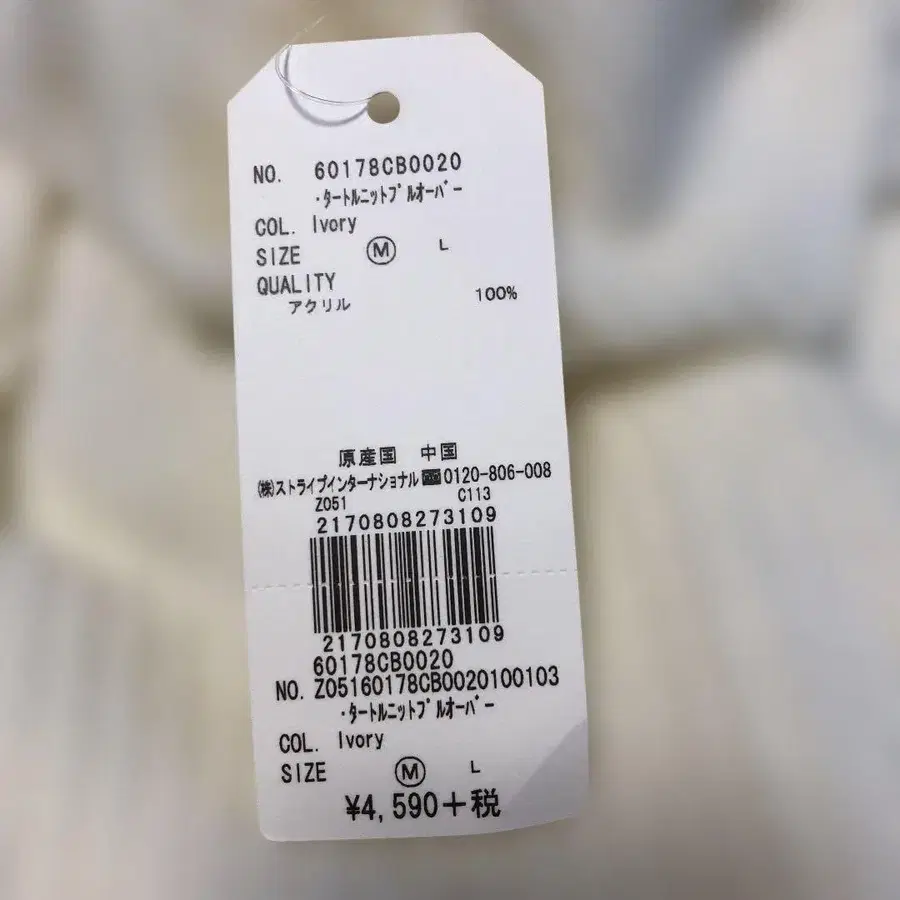 NO. 60178CB0020
・ﾀｰﾄﾙﾆｯﾄﾌﾟﾙｵｰﾊﾞｰ
COL. Ivory
SIZE Ⓜ L
QUALITY
アクリル 100%
原産国 中国
㈱ストライプインターナショナル☎0120-806-008
Z051 C113
2170808273109
2170808273109
60178CB0020
NO. Z05160178CB0020100103
・ﾀｰﾄﾙﾆｯﾄﾌﾟﾙｵｰﾊﾞｰ
COL. Ivory
SIZE Ⓜ L
¥4,590+税